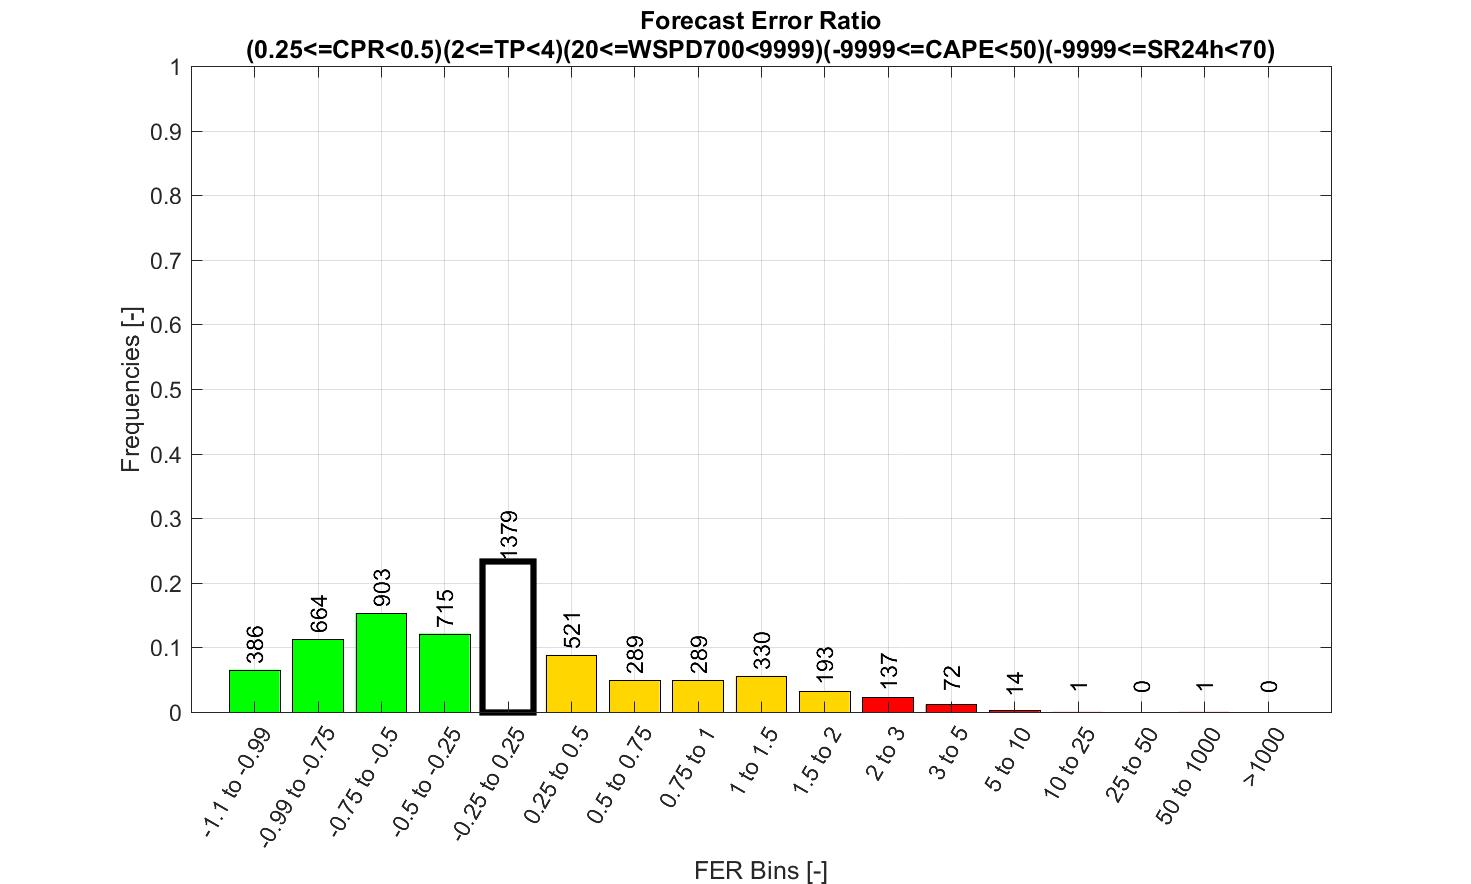 Forecast Error Ratio
(0.25<=CPR<0.5)(2<=TP<4)(20<=WSPD700<9999)(-9999<=CAPE<50)(-9999<=SR24h<70)
1
0.9
0.8
0.7
0.6
0.5
0.4
0.3
0.2
0.1
0
Frequencies [-]
386
664
903
715
1379
521
289
289
330
193
137
72
14
1
0
1
0
-1.1 to -0.99
-0.99 to -0.75
-0.75 to -0.5
-0.5 to -0.25
-0.25 to 0.25
0.25 to 0.5
0.5 to 0.75
0.75 to 1
1 to 1.5
1.5 to 2
2 to 3
3 to 5
5 to 10
10 to 25
25 to 50
50 to 1000
>1000
FER Bins [-]